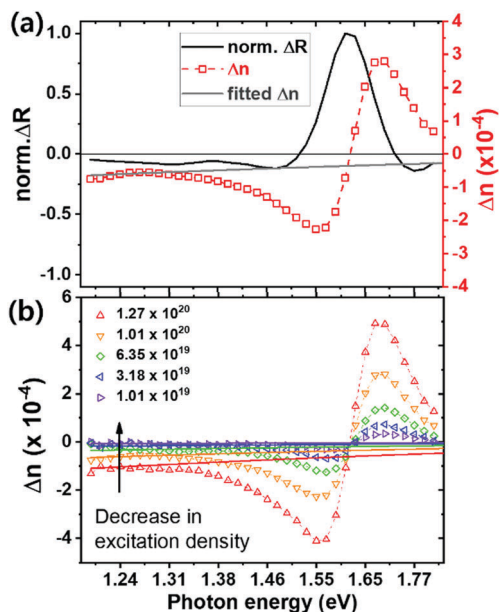 (a)
1.0
0.5
0.0
-0.5
-1.0
norm.ΔR
norm. ΔR
Δn
fitted Δn
4
3
2
1
0
-1
-2
-3
-4
Δn (x 10⁻⁴)
(b)
6
4
2
0
-2
-4
Δn (x 10⁻⁴)
1.27 x 10²⁰
1.01 x 10²⁰
6.35 x 10¹⁹
3.18 x 10¹⁹
1.01 x 10¹⁹
Decrease in
excitation density
1.24 1.31 1.38 1.46 1.55 1.65 1.77
Photon energy (eV)